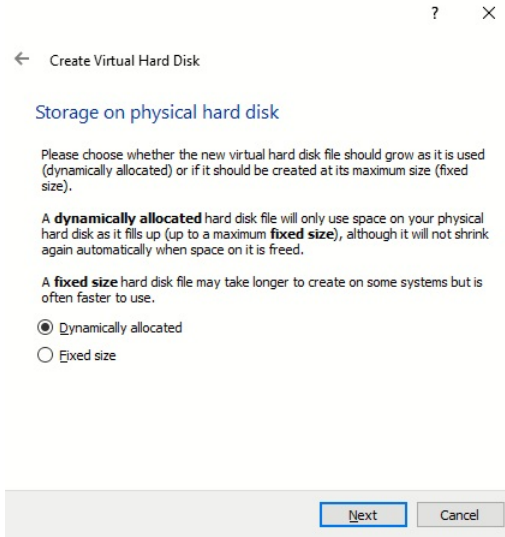 ?
Create Virtual Hard Disk
Storage on physical hard disk
Please choose whether the new virtual hard disk file should grow as it is used
(dynamically allocated) or if it should be created at its maximum size (fixed
size).
A dynamically allocated hard disk file will only use space on your physical
hard disk as it fills up (up to a maximum fixed size), although it will not shrink
again automatically when space on it is freed.
A fixed size hard disk file may take longer to create on some systems but is
often faster to use.
Dynamically allocated
Fixed size
Next Cancel